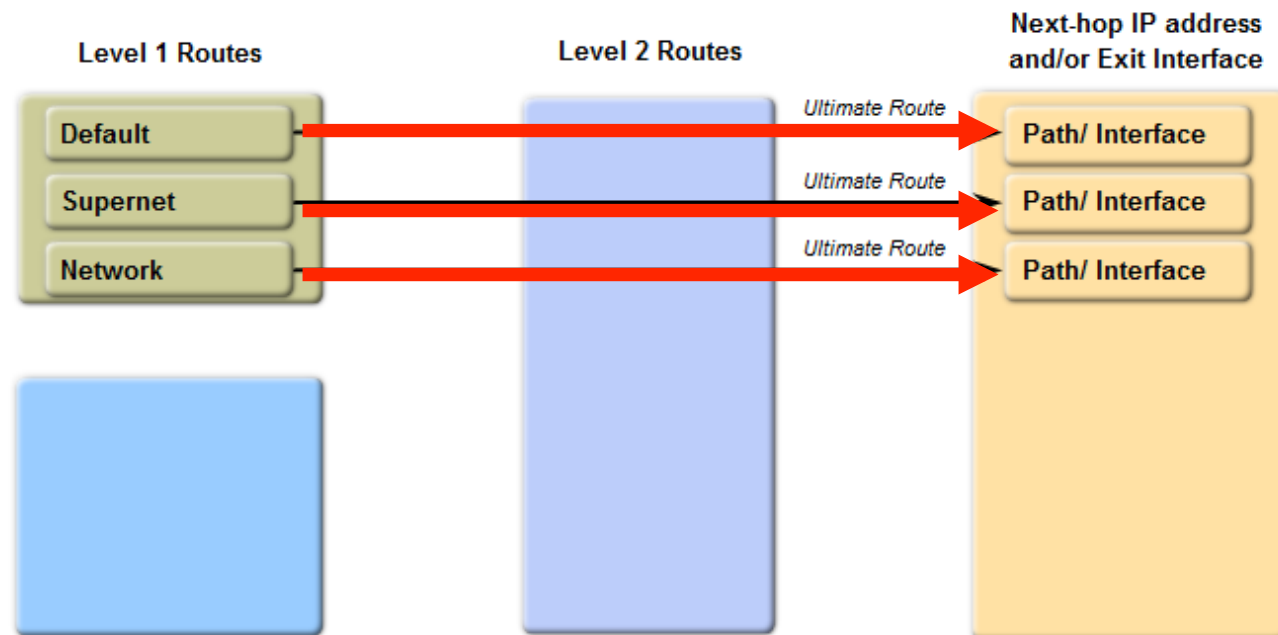 Level 1 Routes
Level 2 Routes
Next-hop IP address
and/or Exit Interface
Default
Ultimate Route
Path/ Interface
Supernet
Ultimate Route
Path/ Interface
Network
Ultimate Route
Path/ Interface